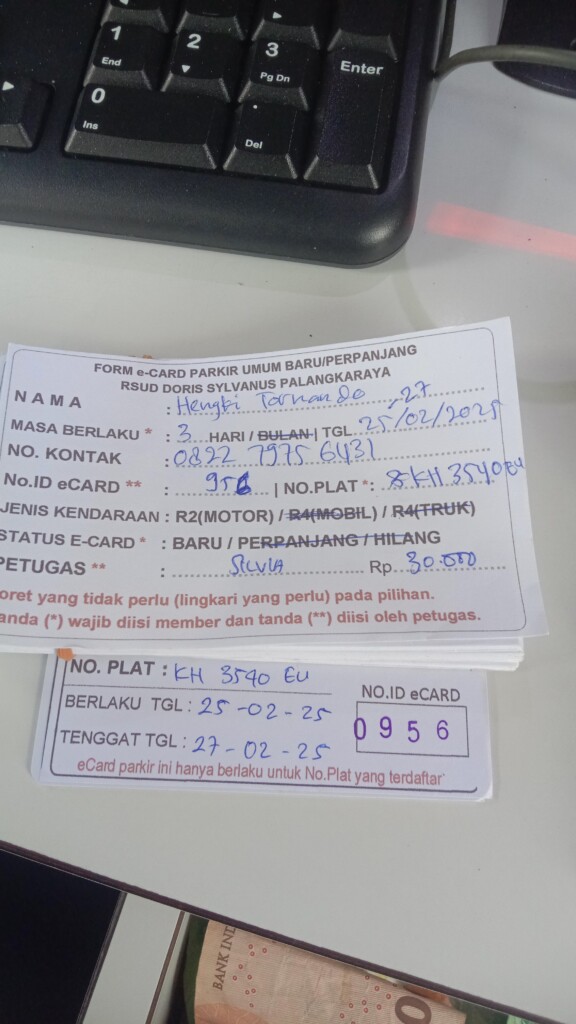 1
End
2
3
Pg Dn
Enter
0
Ins
.
Del
FORM e-CARD PARKIR UMUM BARU/PERPANJANG
RSUD DORIS SYLVANUS PALANGKARAYA
NAMA : Hengki Tornando
MASA BERLAKU * : 3 HARI / BULAN | TGL 25/02/2025 -27
NO. KONTAK : 0822 7975 6431
No.ID eCARD ** : 956 | NO.PLAT *: KH 3540 EU
JENIS KENDARAAN : R2(MOTOR) / R4(MOBIL) / R4(TRUK)
STATUS E-CARD * : BARU / PERPANJANG / HILANG
PETUGAS ** : SILVIA Rp 30.000
oret yang tidak perlu (lingkari yang perlu) pada pilihan.
anda (*) wajib diisi member dan tanda (**) diisi oleh petugas.
NO. PLAT : KH 3540 EU
BERLAKU TGL : 25-02-25
NO.ID eCARD
0956
TENGGAT TGL : 27-02-25
eCard parkir ini hanya berlaku untuk No.Plat yang terdaftar
BANK IND
0